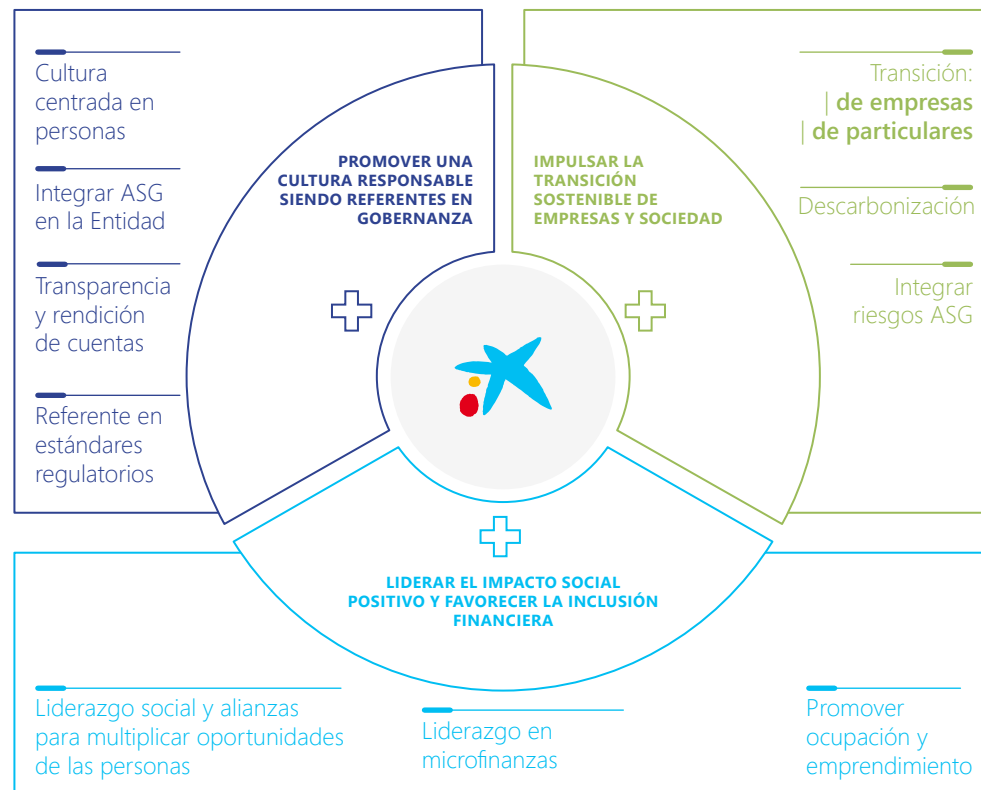 Cultura
centrada en
personas
Integrar ASG
en la Entidad
Transparencia
y rendición
de cuentas
Referente en
estándares
regulatorios
PROMOVER UNA
CULTURA RESPONSABLE
SIENDO REFERENTES EN
GOBERNANZA
IMPULSAR LA
TRANSICIÓN
SOSTENIBLE DE
EMPRESAS Y SOCIEDAD
Transición:
| de empresas
| de particulares
Descarbonización
Integrar
riesgos ASG
LIDERAR EL IMPACTO SOCIAL
POSITIVO Y FAVORECER LA INCLUSIÓN
FINANCIERA
Liderazgo social y alianzas
para multiplicar oportunidades
de las personas
Liderazgo en
microfinanzas
Promover
ocupación y
emprendimiento